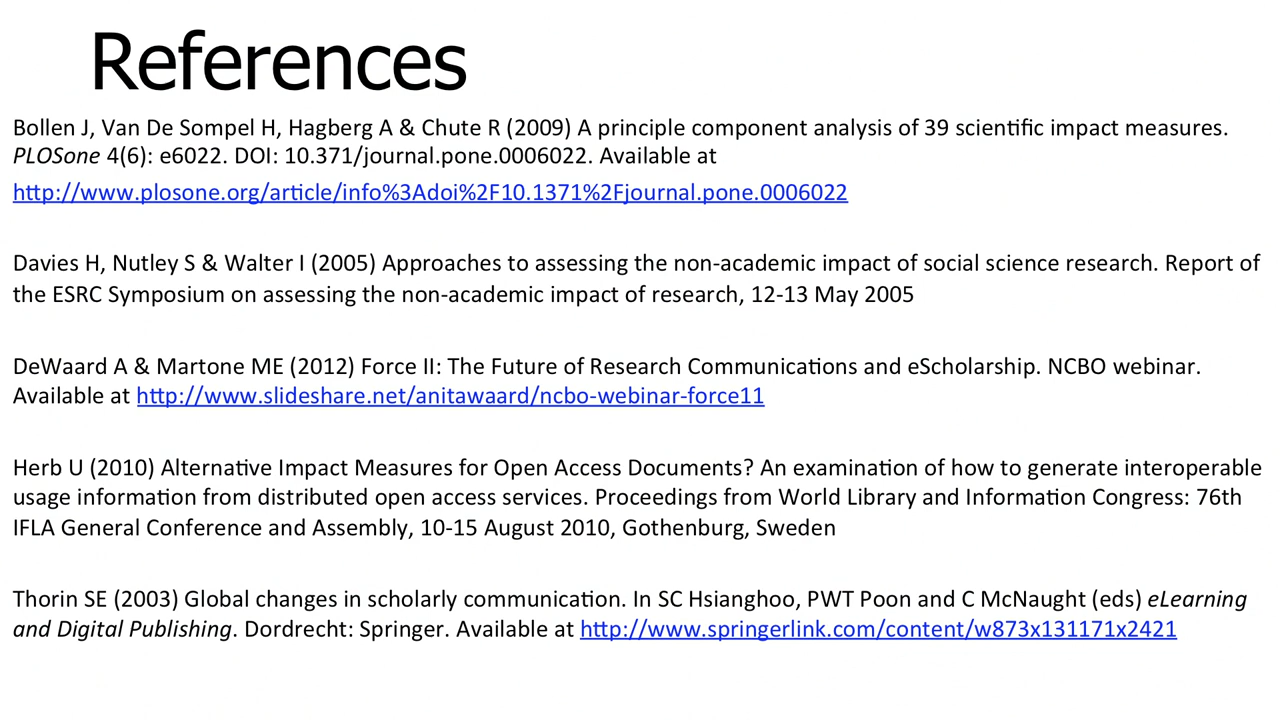 References
Bollen J, Van De Sompel H, Hagberg A & Chute R (2009) A principle component analysis of 39 scientific impact measures.
PLOSone 4(6): e6022. DOI: 10.371/journal.pone.0006022. Available at
http://www.plosone.org/article/info%3Adoi%2F10.1371%2Fjournal.pone.0006022
Davies H, Nutley S & Walter I (2005) Approaches to assessing the non-academic impact of social science research. Report of
the ESRC Symposium on assessing the non-academic impact of research, 12-13 May 2005
DeWaard A & Martone ME (2012) Force II: The Future of Research Communications and eScholarship. NCBO webinar.
Available at http://www.slideshare.net/anitawaard/ncbo-webinar-force11
Herb U (2010) Alternative Impact Measures for Open Access Documents? An examination of how to generate interoperable
usage information from distributed open access services. Proceedings from World Library and Information Congress: 76th
IFLA General Conference and Assembly, 10-15 August 2010, Gothenburg, Sweden
Thorin SE (2003) Global changes in scholarly communication. In SC Hsianghoo, PWT Poon and C McNaught (eds) eLearning
and Digital Publishing. Dordrecht: Springer. Available at http://www.springerlink.com/content/w873x131171x2421